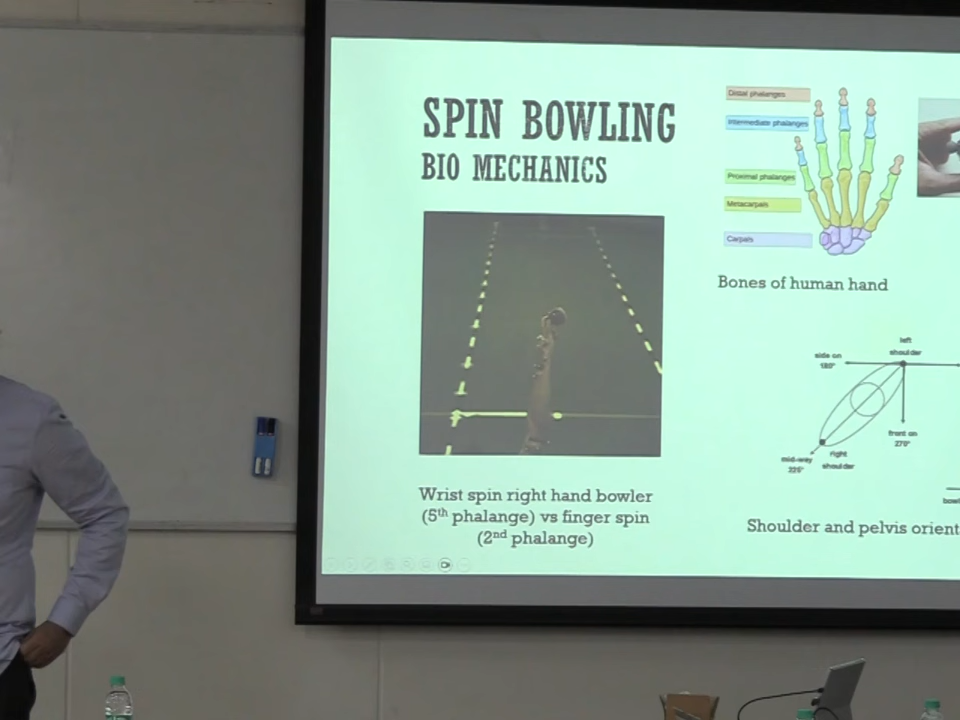 SPIN BOWLING
BIO MECHANICS
Wrist spin right hand bowler
(5th phalange) vs finger spin
(2nd phalange)
Distal phalanges
Intermediate phalanges
Proximal phalanges
Metacarpals
Carpals
Bones of human hand
left
shoulder
side on
180°
front on
270°
mid-way
225°
right
shoulder
bowl
Shoulder and pelvis orient